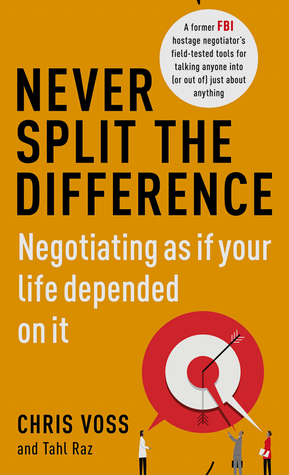 A former FBI
hostage negotiator's
field-tested tools for
talking anyone into
(or out of) just about
anything
NEVER
SPLIT THE
DIFFERENCE
Negotiating as if your
life depended
on it
CHRIS VOSS
and Tahl Raz